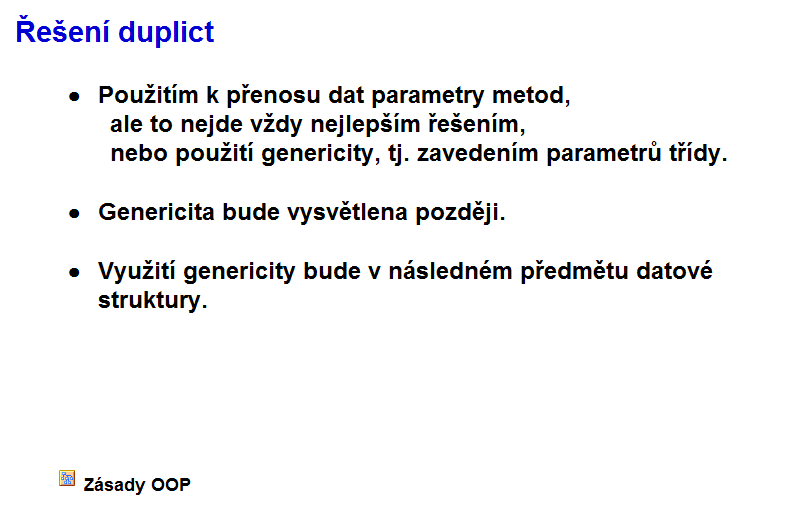 Řešení duplict
● Použitím k přenosu dat parametry metod,
ale to nejde vždy nejlepším řešením,
nebo použití genericity, tj. zavedením parametrů třídy.
● Genericita bude vysvětlena později.
● Využití genericity bude v následném předmětu datové
struktury.
Zásady OOP